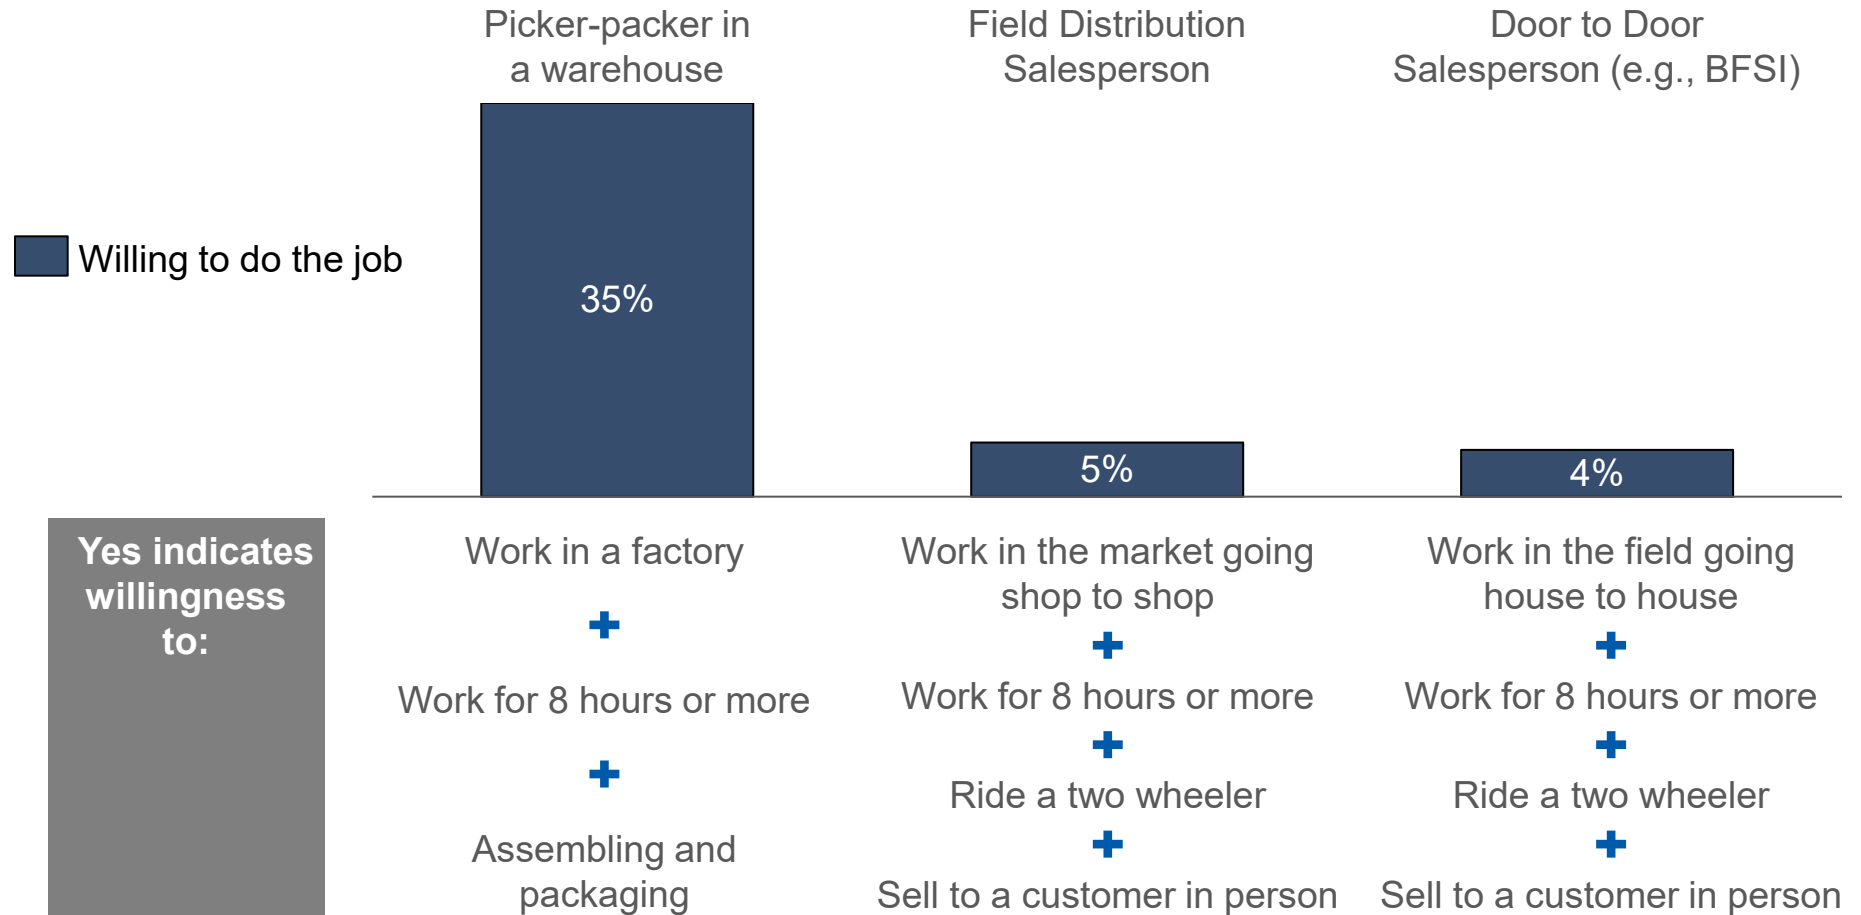 Picker-packer in
a warehouse
Field Distribution
Salesperson
Door to Door
Salesperson (e.g., BFSI)
Willing to do the job
35%
5%
4%
Yes indicates
willingness
to:
Work in a factory
Work for 8 hours or more
Assembling and
packaging
Work in the market going
shop to shop
Work for 8 hours or more
Ride a two wheeler
Sell to a customer in person
Work in the field going
house to house
Work for 8 hours or more
Ride a two wheeler
Sell to a customer in person